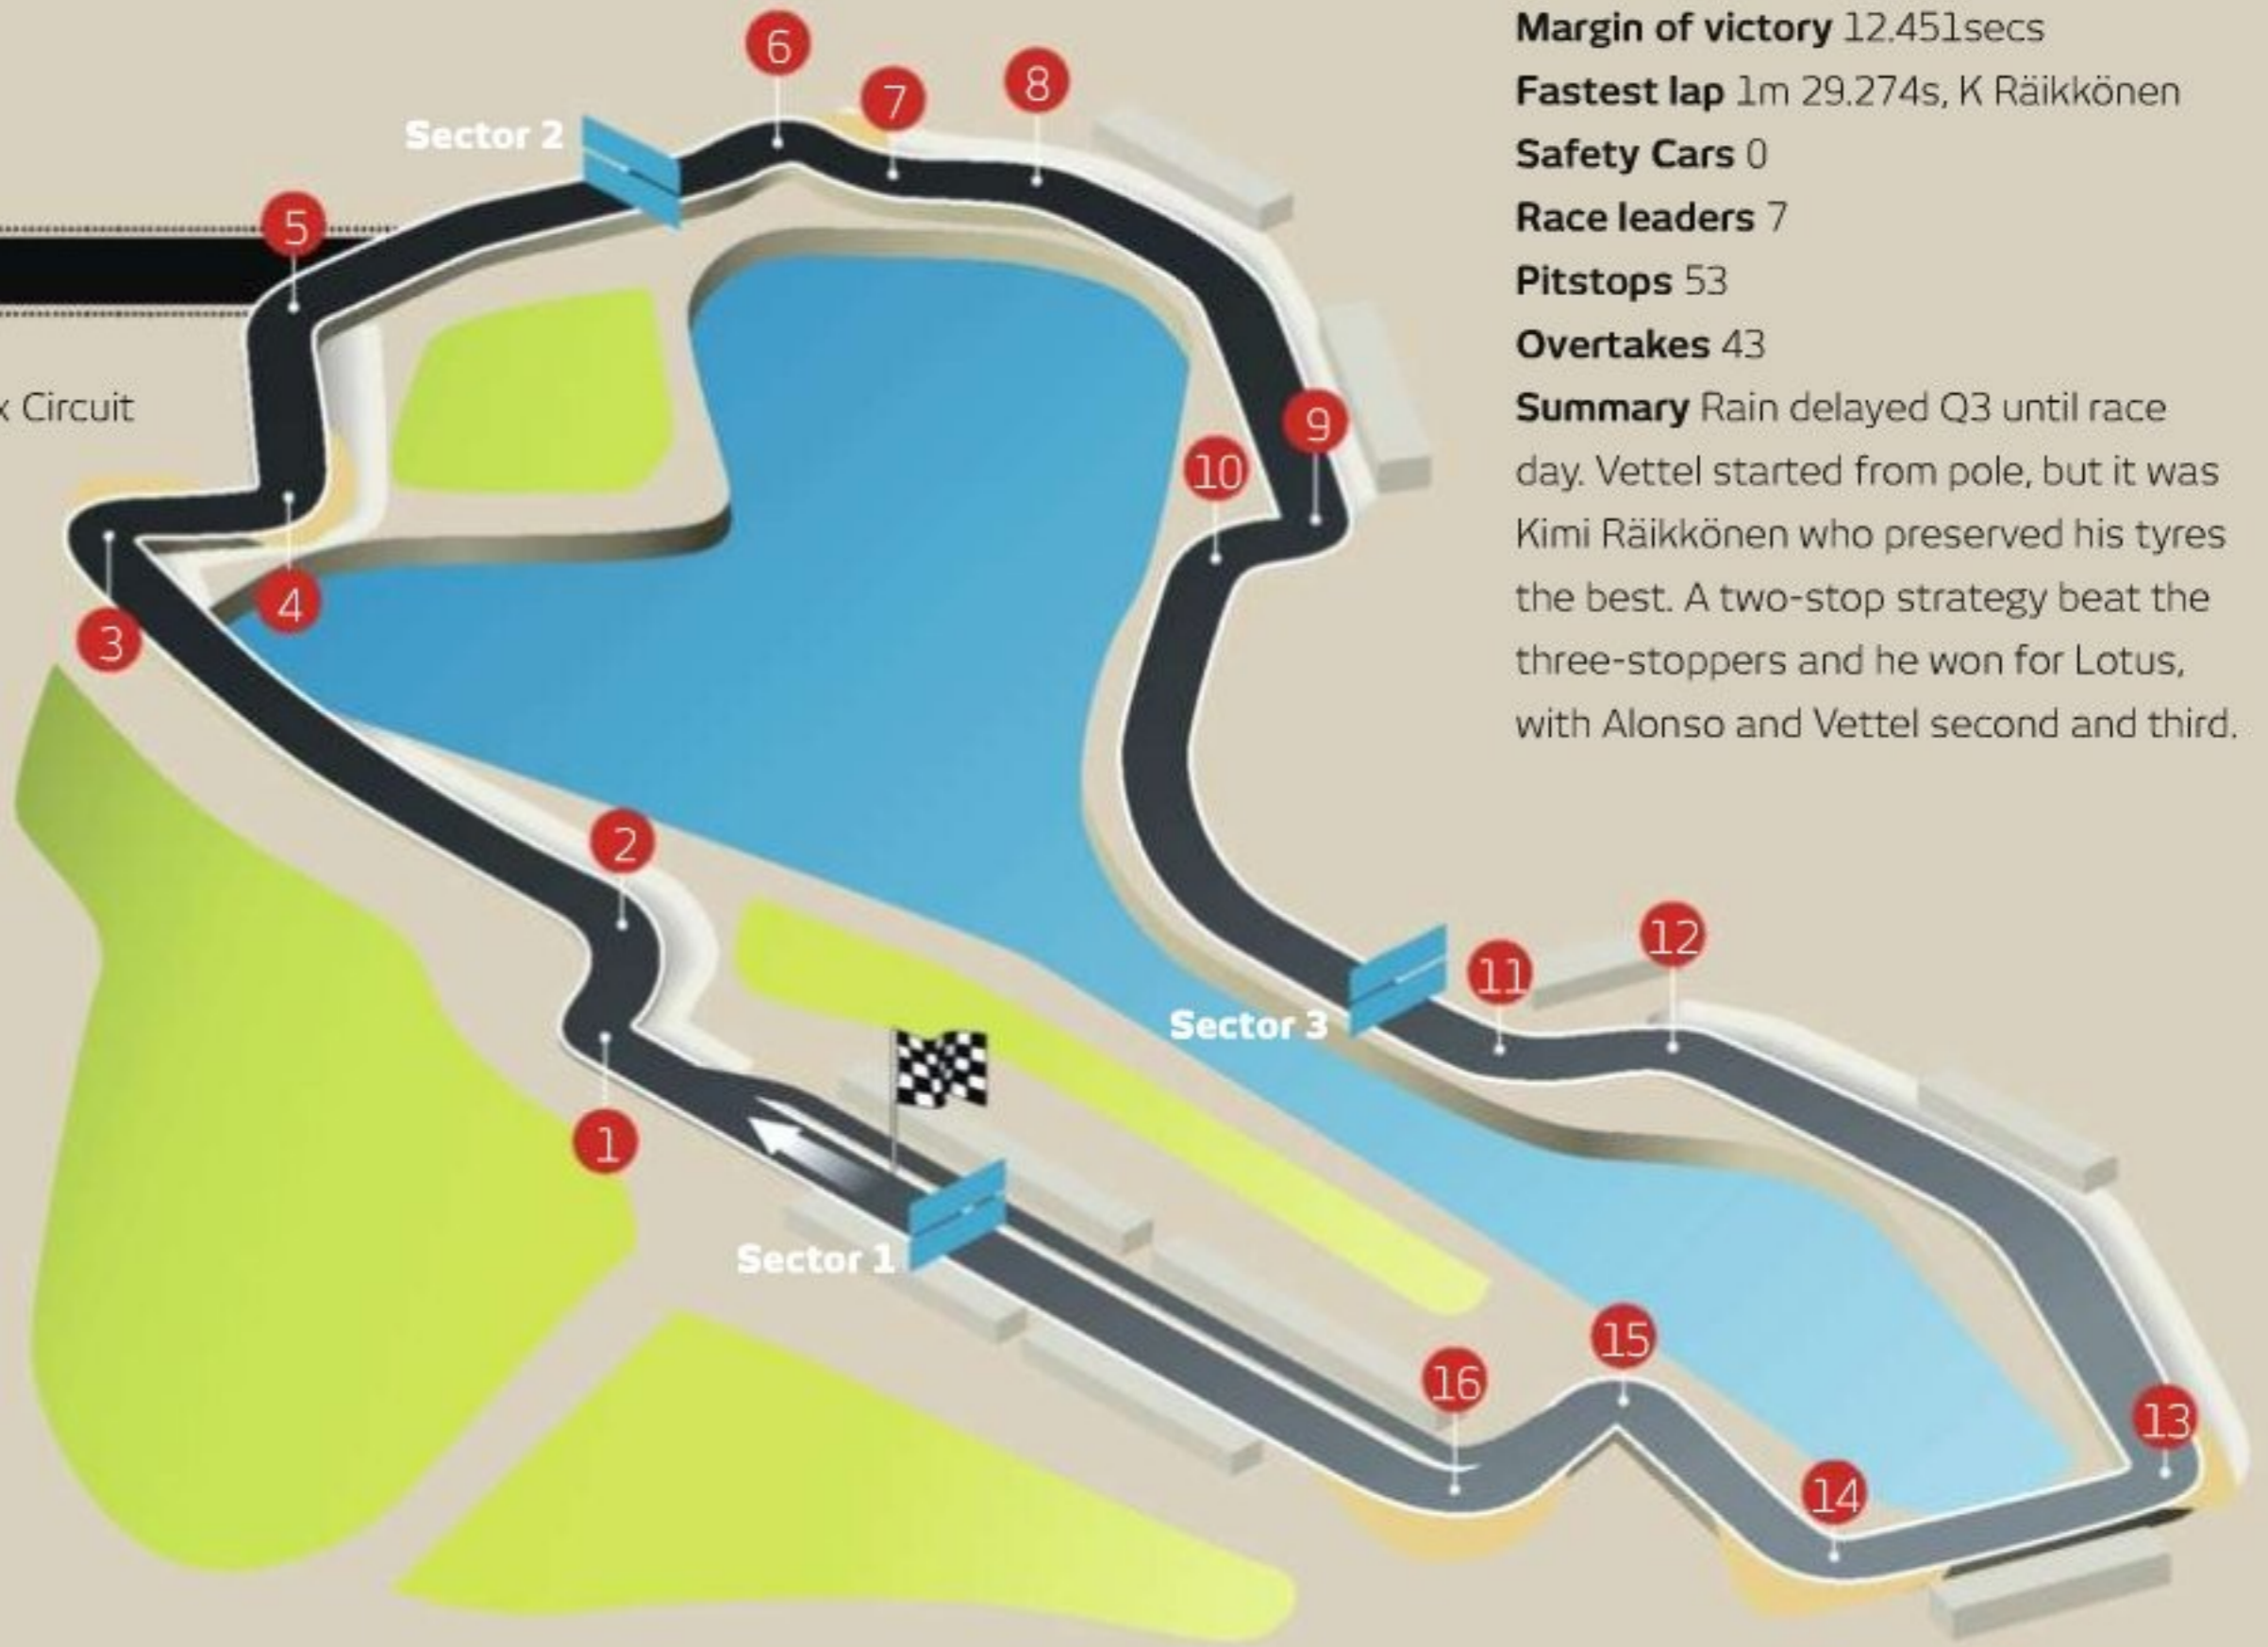 Margin of victory 12.451secs
Fastest lap 1m 29.274s, K Räikkönen
Safety Cars 0
Race leaders 7
Pitstops 53
Overtakes 43
Summary Rain delayed Q3 until race
day. Vettel started from pole, but it was
Kimi Räikkönen who preserved his tyres
the best. A two-stop strategy beat the
three-stoppers and he won for Lotus,
with Alonso and Vettel second and third.
6
7
8
Sector 2
5
x Circuit
9
10
4
3
2
12
11
Sector 3
1
Sector 1
15
16
13
14